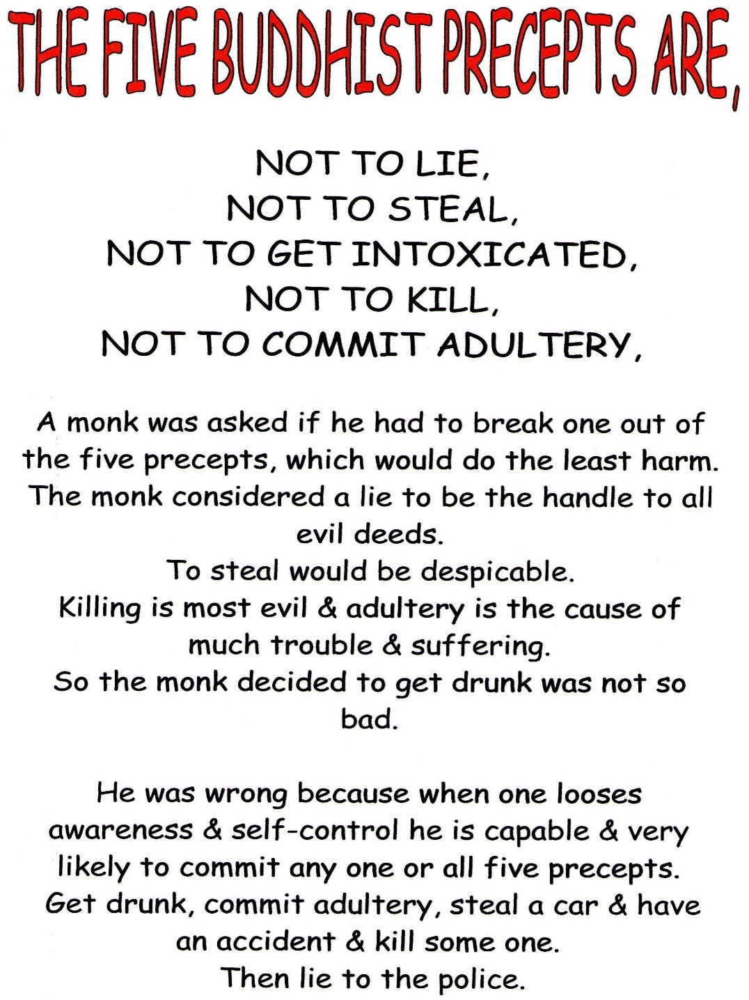 THE FIVE BUDDHIST PRECEPTS ARE,
NOT TO LIE,
NOT TO STEAL,
NOT TO GET INTOXICATED,
NOT TO KILL,
NOT TO COMMIT ADULTERY,
A monk was asked if he had to break one out of
the five precepts, which would do the least harm.
The monk considered a lie to be the handle to all
evil deeds.
To steal would be despicable.
Killing is most evil & adultery is the cause of
much trouble & suffering.
So the monk decided to get drunk was not so
bad.
He was wrong because when one looses
awareness & self-control he is capable & very
likely to commit any one or all five precepts.
Get drunk, commit adultery, steal a car & have
an accident & kill some one.
Then lie to the police.